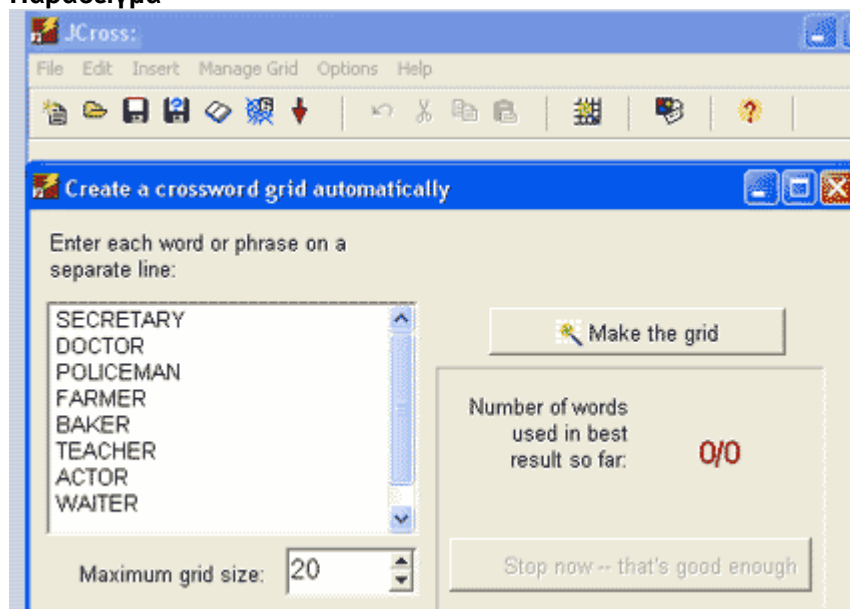 Παράδειγμα
JCross:
File Edit Insert Manage Grid Options Help
Create a crossword grid automatically
Enter each word or phrase on a
separate line:
SECRETARY
DOCTOR
POLICEMAN
FARMER
BAKER
TEACHER
ACTOR
WAITER
Make the grid
Number of words
used in best
result so far:
0/0
Maximum grid size: 20
Stop now -- that's good enough